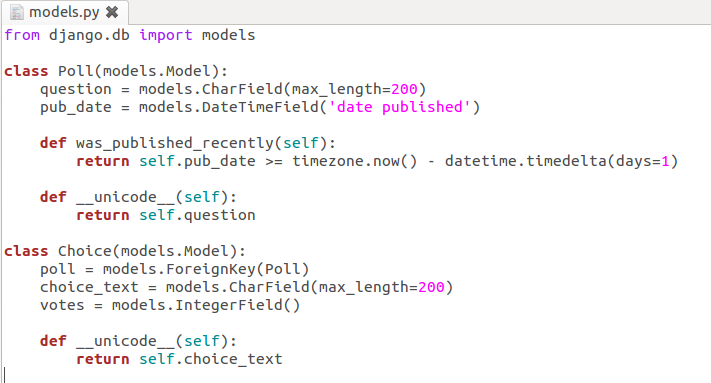 models.py
from django.db import models
class Poll(models.Model):
    question = models.CharField(max_length=200)
    pub_date = models.DateTimeField('date published')
    def was_published_recently(self):
        return self.pub_date >= timezone.now() - datetime.timedelta(days=1)
    def __unicode__(self):
        return self.question
class Choice(models.Model):
    poll = models.ForeignKey(Poll)
    choice_text = models.CharField(max_length=200)
    votes = models.IntegerField()
    def __unicode__(self):
        return self.choice_text